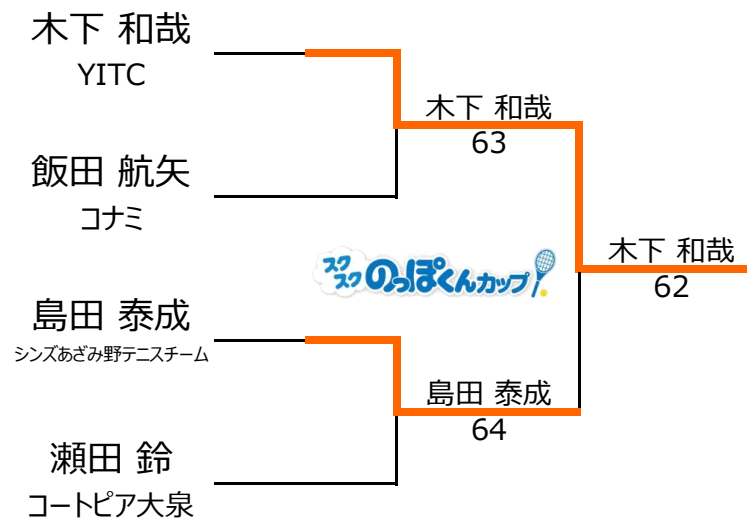 木下 和哉
YITC
木下 和哉
63
飯田 航矢
コナミ
スク
スク のっぽくんカップ
木下 和哉
62
島田 泰成
シンズあざみ野テニスチーム
島田 泰成
64
瀬田 鈴
コートピア大泉